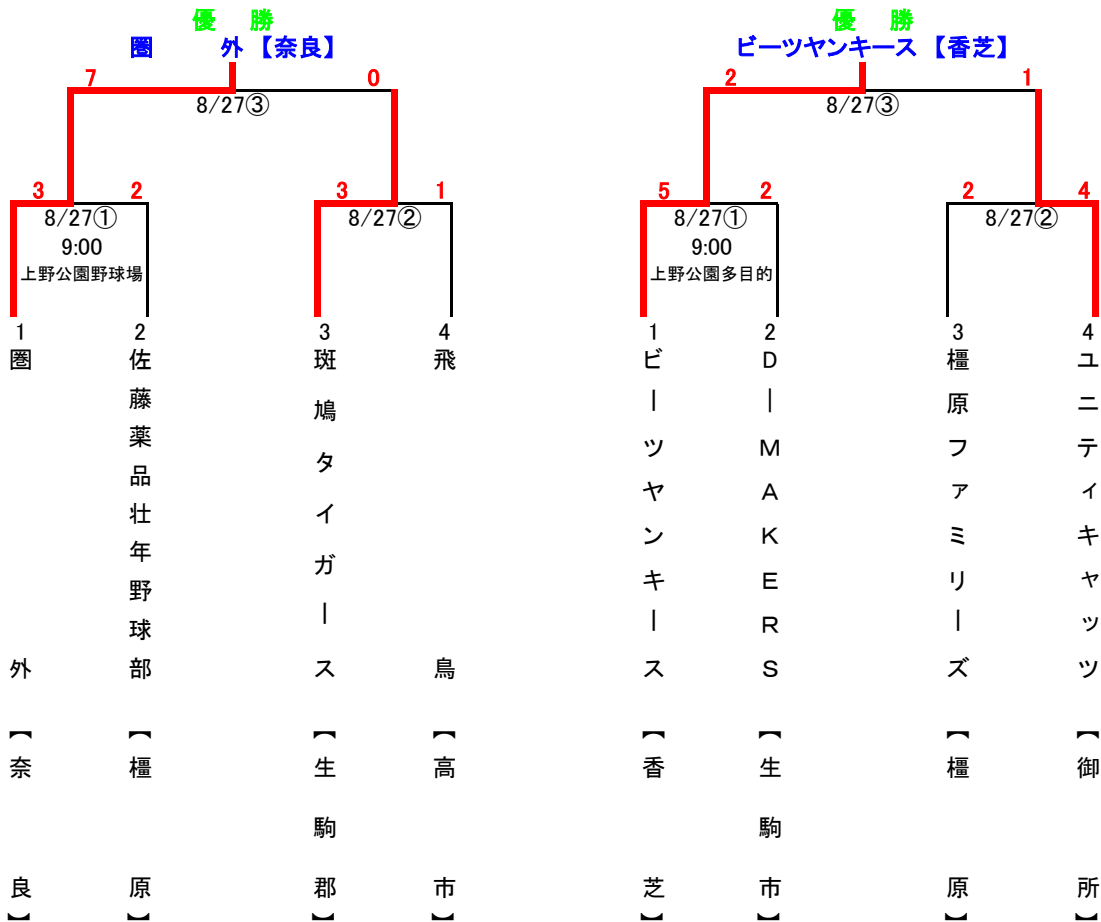 優　勝
圏　　　外【奈良】
7
0
8/27③
3
2
3
1
8/27①
9:00
上野公園野球場
8/27②
1
圏外【奈良】
2
佐藤薬品壮年野球部【橿原】
3
斑鳩タイガース【生駒郡】
4
飛鳥【高市】
優　勝
ビーツヤンキース【香芝】
2
1
8/27③
5
2
2
4
8/27①
9:00
上野公園多目的
8/27②
1
ビーツヤンキース【香芝】
2
D－MAKERS【生駒市】
3
橿原ファミリーズ【橿原】
4
ユニティキャッツ【御所】